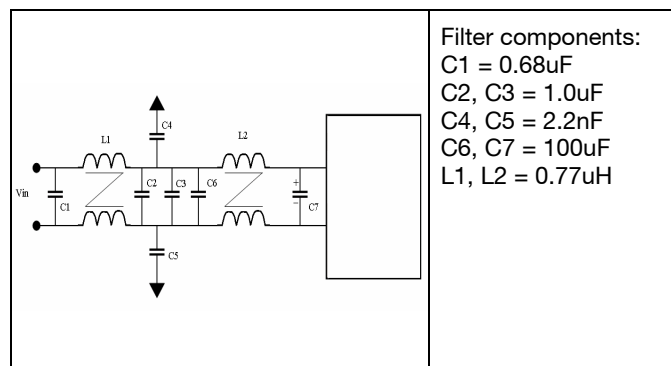 Filter components:
C1 = 0.68uF
C2, C3 = 1.0uF
C4, C5 = 2.2nF
C6, C7 = 100uF
L1, L2 = 0.77uH
C4
L1
L2
Vin
C1
C2
C3
C6
+
−
C7
C5